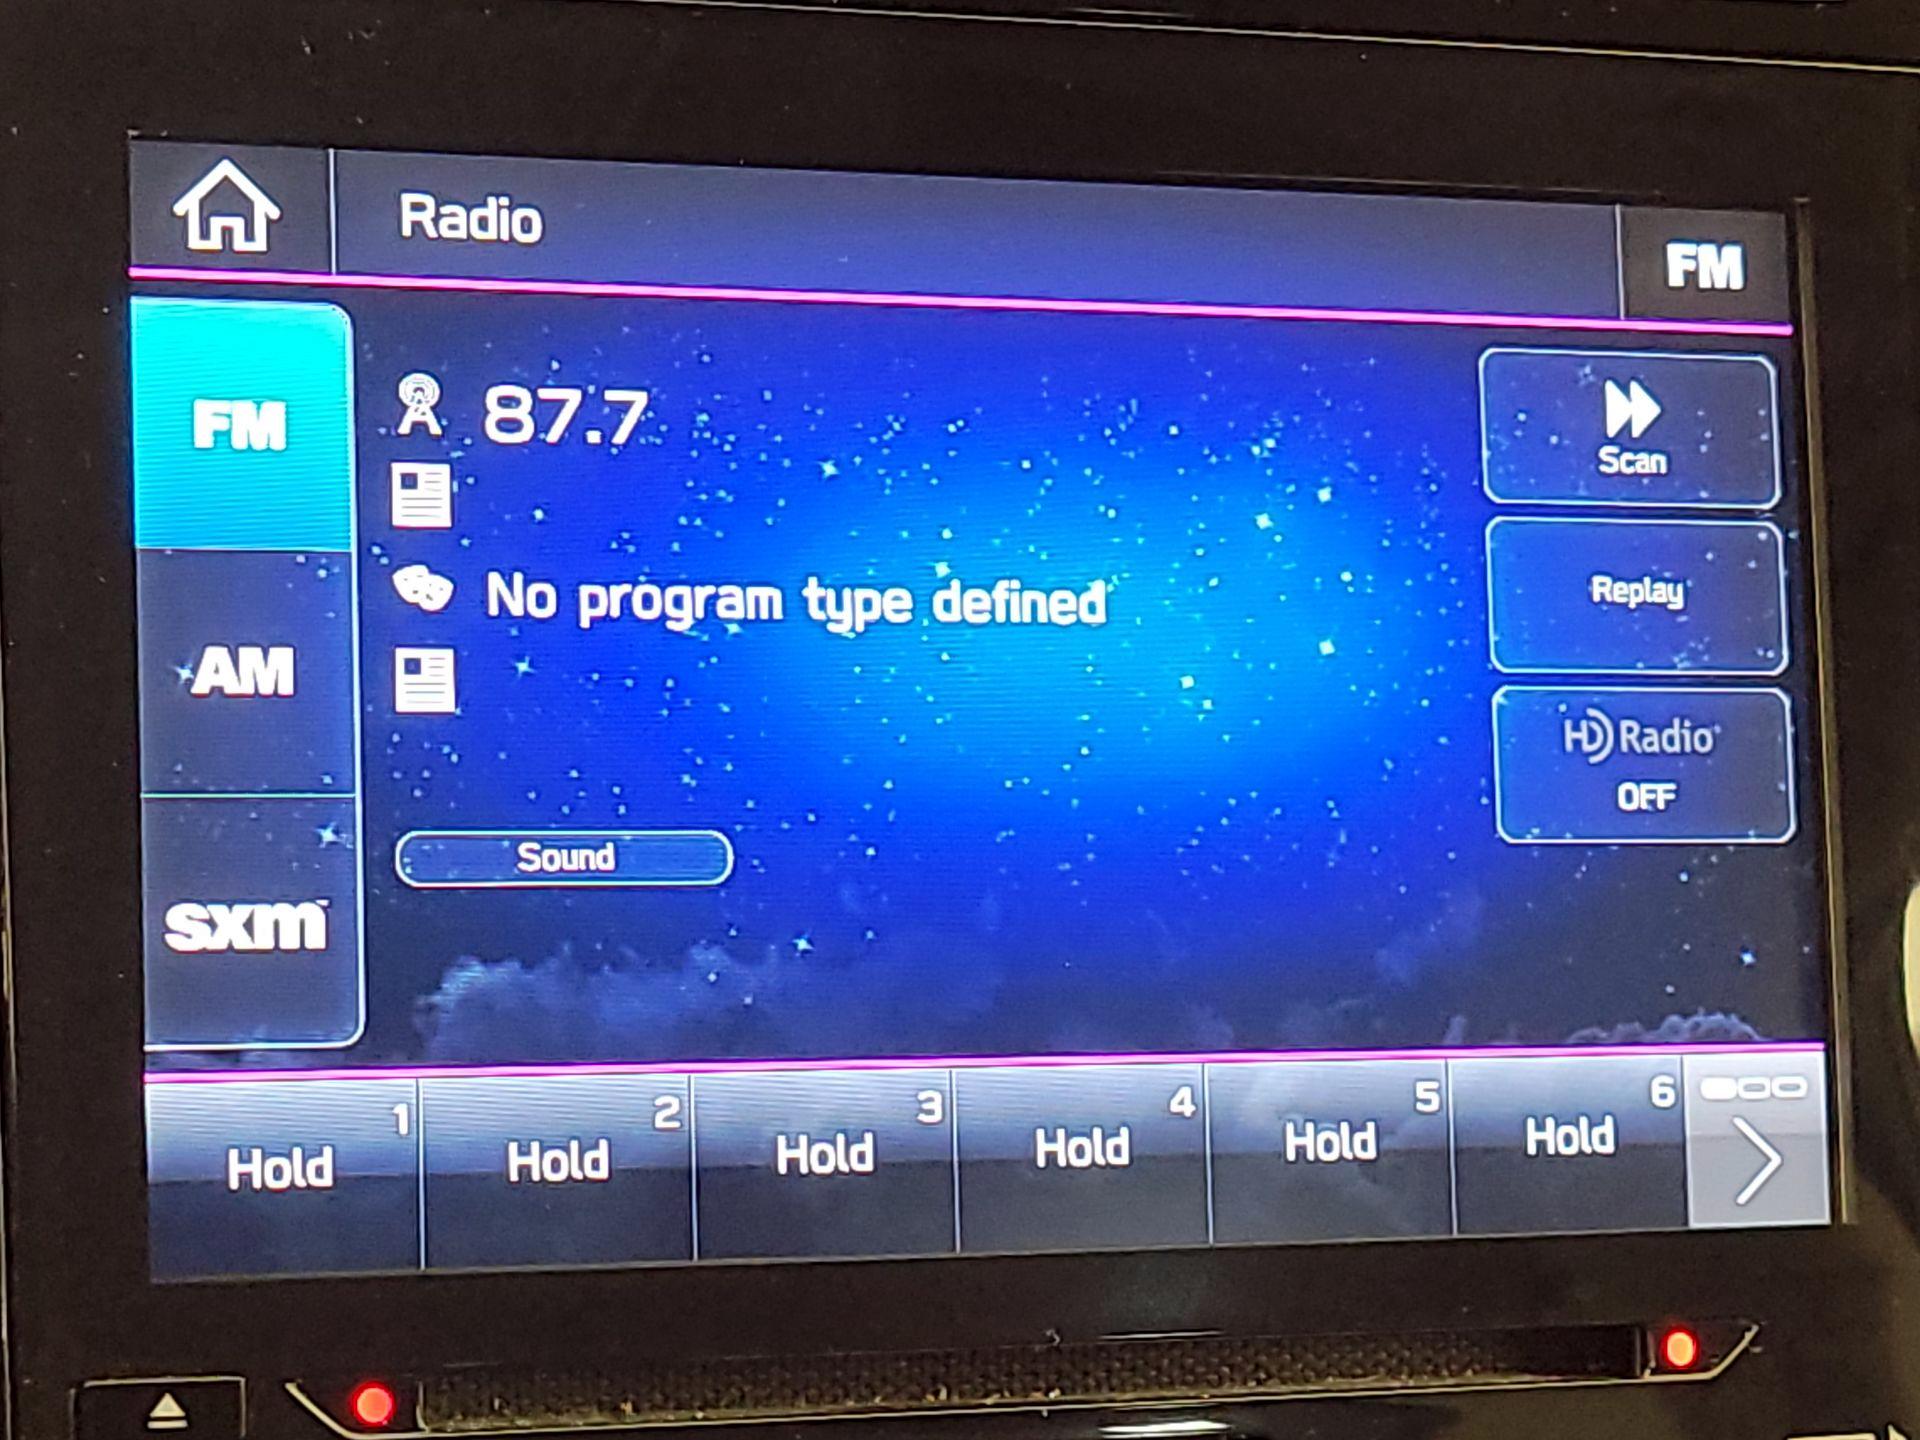 Radio
FM
FM
AM
sxm
87.7
No program type defined
Sound
Scan
Replay
HD Radio
OFF
1
Hold
2
Hold
3
Hold
4
Hold
5
Hold
6
Hold